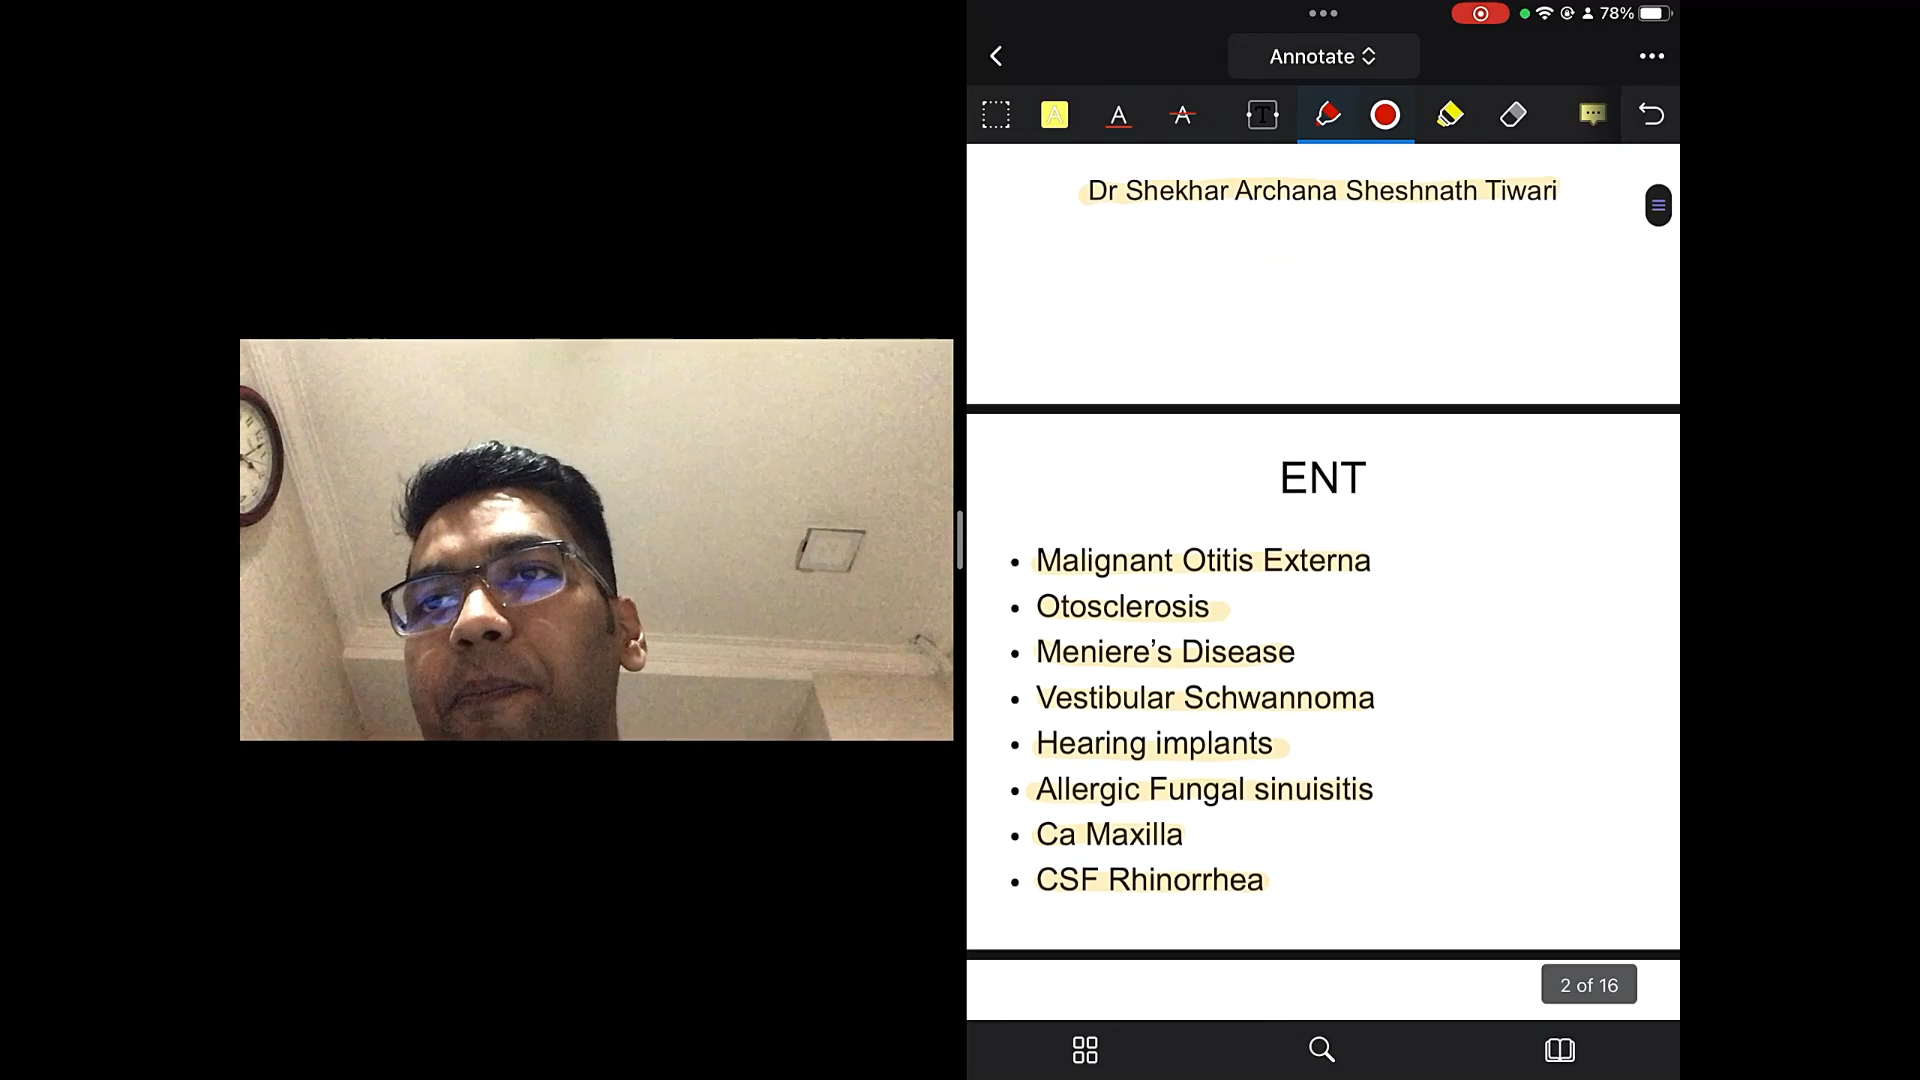 78%
Annotate
A
A
A
T
Dr Shekhar Archana Sheshnath Tiwari
ENT
• Malignant Otitis Externa
• Otosclerosis
• Meniere’s Disease
• Vestibular Schwannoma
• Hearing implants
• Allergic Fungal sinuisitis
• Ca Maxilla
• CSF Rhinorrhea
2 of 16